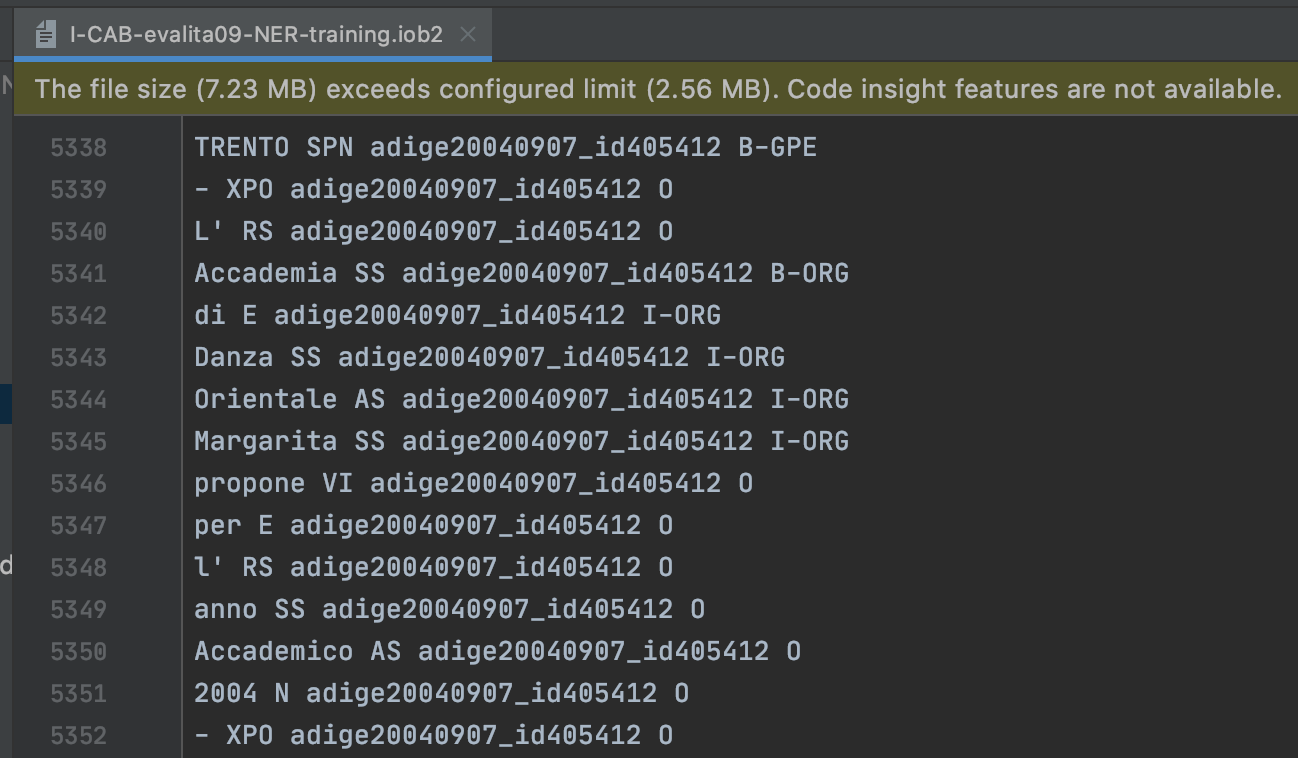 I-CAB-evalita09-NER-training.iob2
The file size (7.23 MB) exceeds configured limit (2.56 MB). Code insight features are not available.
5338 TRENTO SPN adige20040907_id405412 B-GPE
5339 - XPO adige20040907_id405412 O
5340 L' RS adige20040907_id405412 O
5341 Accademia SS adige20040907_id405412 B-ORG
5342 di E adige20040907_id405412 I-ORG
5343 Danza SS adige20040907_id405412 I-ORG
5344 Orientale AS adige20040907_id405412 I-ORG
5345 Margarita SS adige20040907_id405412 I-ORG
5346 propone VI adige20040907_id405412 O
5347 per E adige20040907_id405412 O
5348 l' RS adige20040907_id405412 O
5349 anno SS adige20040907_id405412 O
5350 Accademico AS adige20040907_id405412 O
5351 2004 N adige20040907_id405412 O
5352 - XPO adige20040907_id405412 O